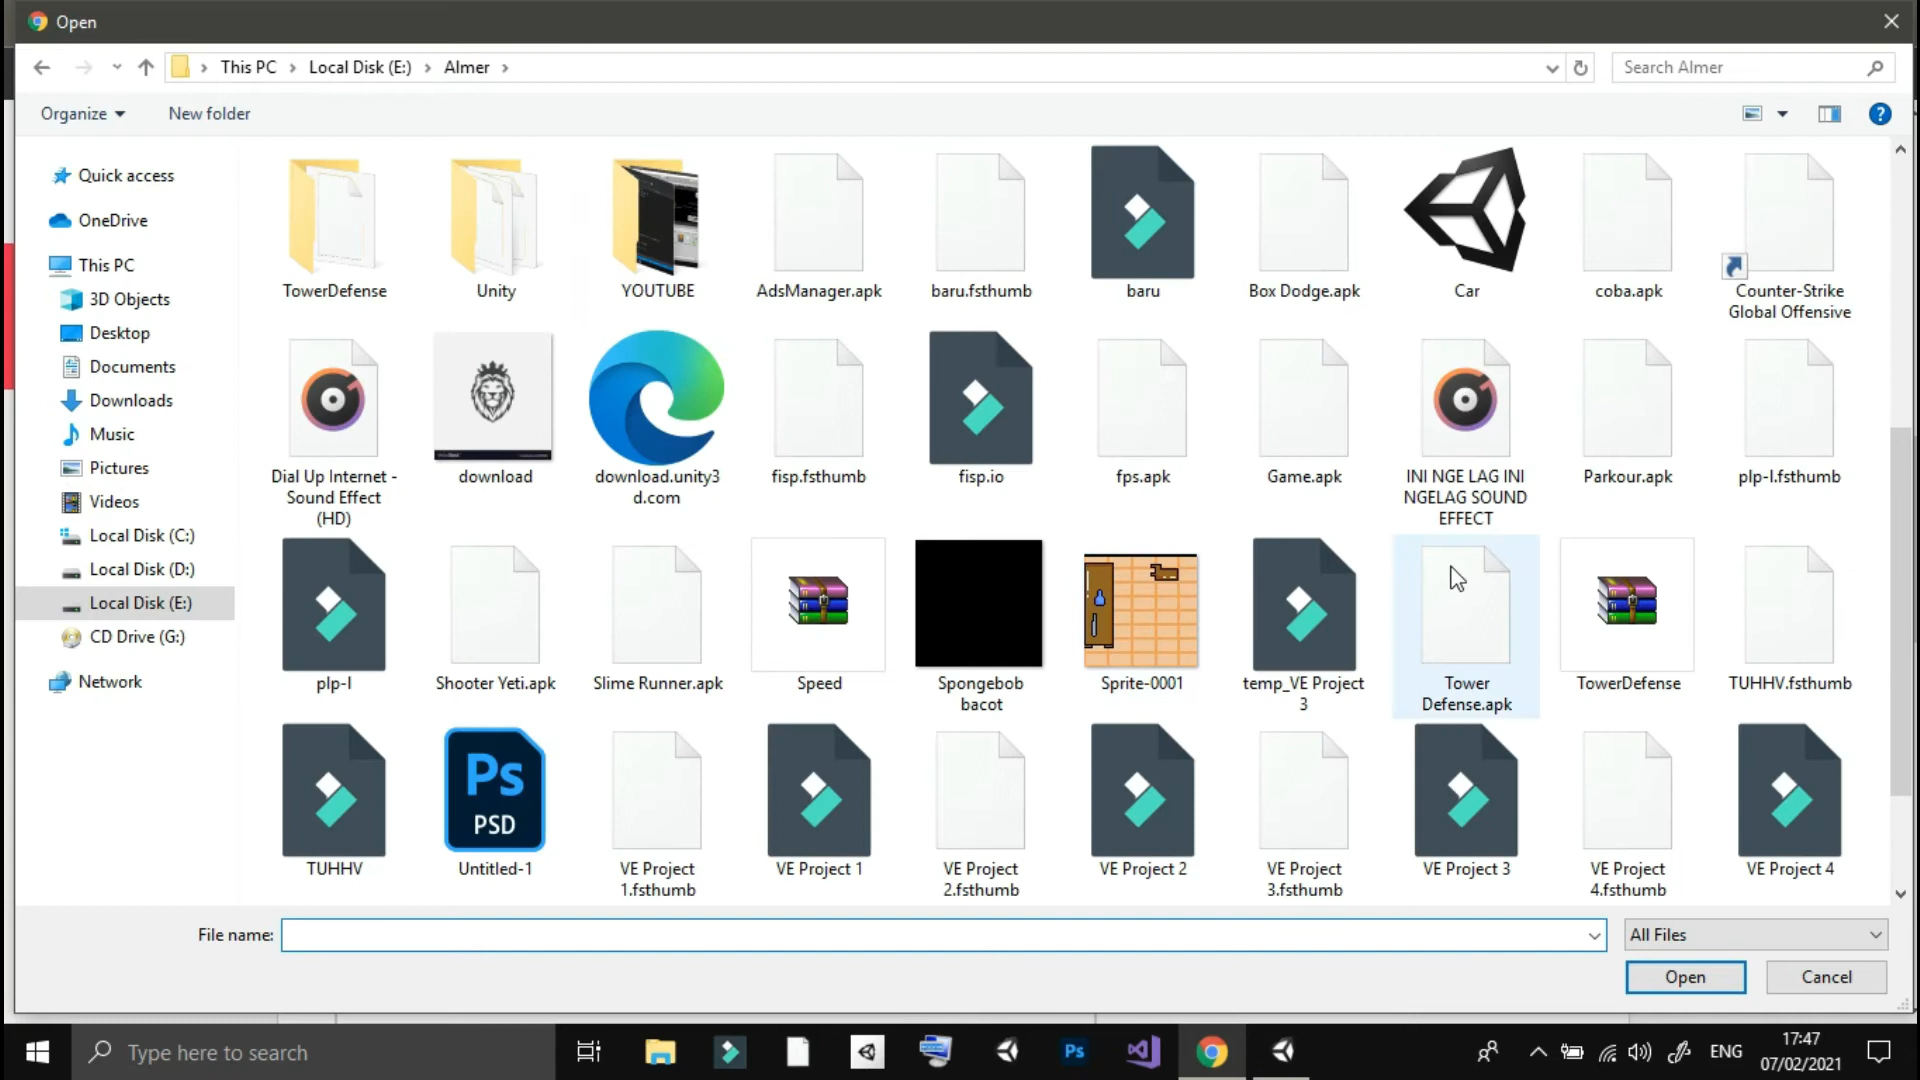 Open
This PC
Local Disk (E:)
Almer
Search Almer
Organize
New folder
Quick access
OneDrive
This PC
3D Objects
Desktop
Documents
Downloads
Music
Pictures
Videos
Local Disk (C:)
Local Disk (D:)
Local Disk (E:)
CD Drive (G:)
Network
TowerDefense
Unity
YOUTUBE
AdsManager.apk
baru.fsthumb
baru
Box Dodge.apk
Car
coba.apk
Counter-Strike
Global Offensive
Dial Up Internet -
Sound Effect
(HD)
download
download.unity3
d.com
fisp.fsthumb
fisp.io
fps.apk
Game.apk
INI NGE LAG INI
NGELAG SOUND
EFFECT
Parkour.apk
plp-I.fsthumb
plp-I
Shooter Yeti.apk
Slime Runner.apk
Speed
Spongebob
bacot
Sprite-0001
temp_VE Project
3
Tower
Defense.apk
TowerDefense
TUHHV.fsthumb
TUHHV
Ps
PSD
Untitled-1
VE Project
1.fsthumb
VE Project 1
VE Project
2.fsthumb
VE Project 2
VE Project
3.fsthumb
VE Project 3
VE Project
4.fsthumb
VE Project 4
File name:
All Files
Open
Cancel
Type here to search
Ps
ENG
17:47
07/02/2021